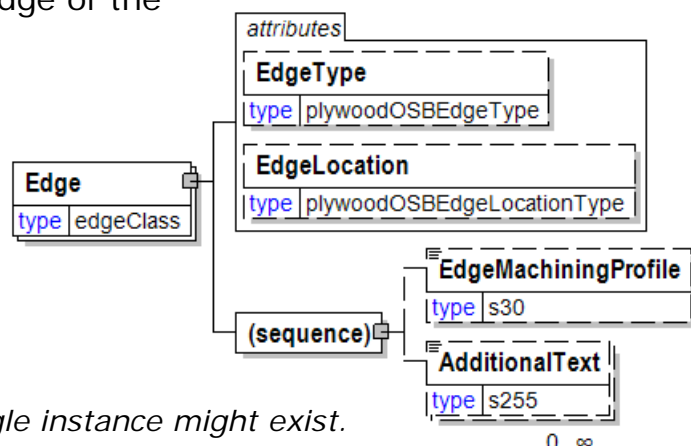 dge of the
attributes
EdgeType
type plywoodOSBEdgeType
EdgeLocation
type plywoodOSBEdgeLocationType
Edge
type edgeClass
EdgeMachiningProfile
type s30
(sequence)
AdditionalText
type s255
0 ∞
gle instance might exist.